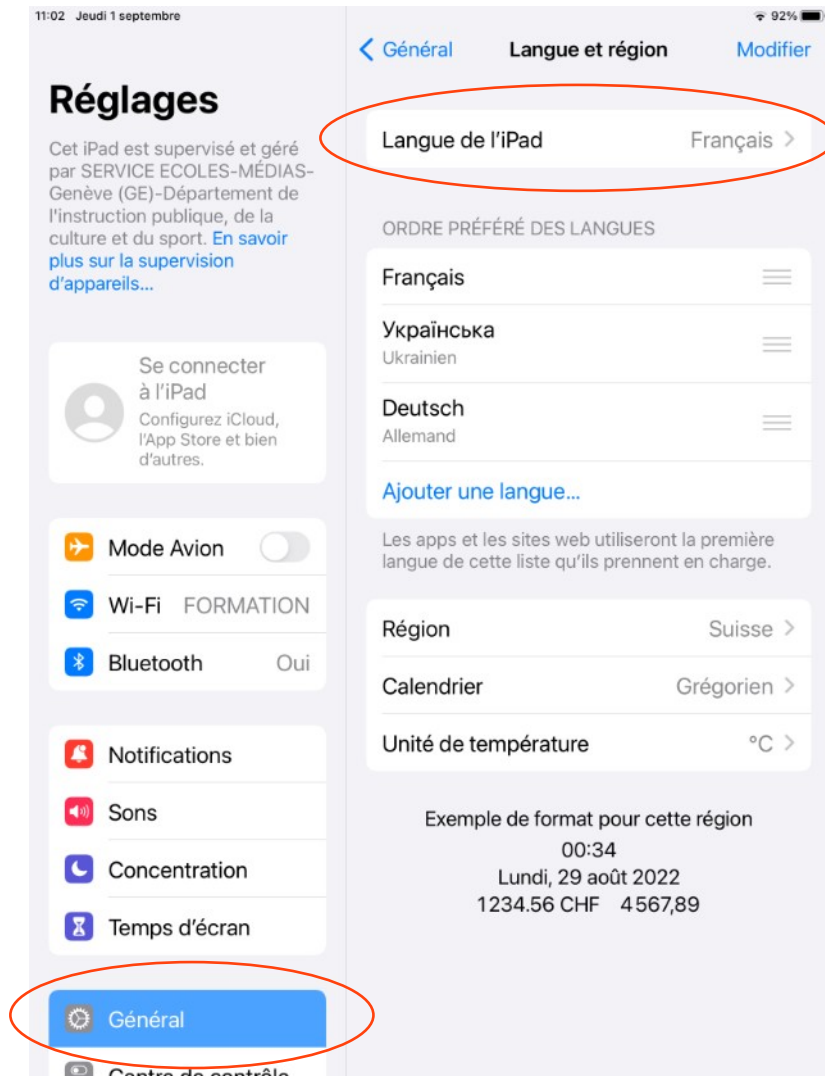 11:02 Jeudi 1 septembre
92%
Réglages
Cet iPad est supervisé et géré
par SERVICE ECOLES-MÉDIAS-
Genève (GE)-Département de
l'instruction publique, de la
culture et du sport. En savoir
plus sur la supervision
d'appareils...
Se connecter
à l'iPad
Configurez iCloud,
l'App Store et bien
d'autres.
Mode Avion
Wi-Fi FORMATION
Bluetooth Oui
Notifications
Sons
Concentration
Temps d'écran
Général
Centre de contrôle
Général Langue et région Modifier
Langue de l'iPad Français
ORDRE PRÉFÉRÉ DES LANGUES
Français
Українська
Ukrainien
Deutsch
Allemand
Ajouter une langue...
Les apps et les sites web utiliseront la première
langue de cette liste qu'ils prennent en charge.
Région Suisse
Calendrier Grégorien
Unité de température °C
Exemple de format pour cette région
00:34
Lundi, 29 août 2022
1234.56 CHF 4 567,89